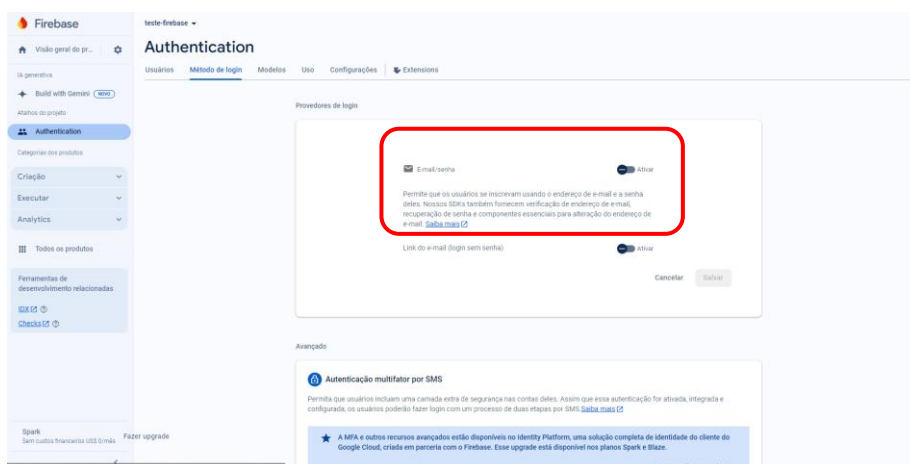 Firebase
teste-firebase
Visão geral do pr...
Authentication
Usuários Método de login Modelos Uso Configurações Extensions
IA generativa
Build with Gemini NOVO
Atalhos do projeto
Authentication
Categorias dos produtos
Criação
Executar
Analytics
Todos os produtos
Ferramentas de
desenvolvimento relacionadas
IDX
Checks
Spark
Sem custos financeiros US$ 0/mês
Fazer upgrade
Provedores de login
E-mail/senha Ativar
Permite que os usuários se inscrevam usando o endereço de e-mail e a senha
deles. Nossos SDKs também fornecem verificação de endereço de e-mail,
recuperação de senha e componentes essenciais para alteração do endereço de
e-mail. Saiba mais
Link do e-mail (login sem senha) Ativar
Cancelar Salvar
Avançado
Autenticação multifator por SMS
Permita que usuários incluam uma camada extra de segurança nas contas deles. Assim que essa autenticação for ativada, integrada e
configurada, os usuários poderão fazer login com um processo de duas etapas por SMS. Saiba mais
A MFA e outros recursos avançados estão disponíveis no Identity Platform, uma solução completa de identidade do cliente do
Google Cloud, criada em parceria com o Firebase. Esse upgrade está disponível nos planos Spark e Blaze.